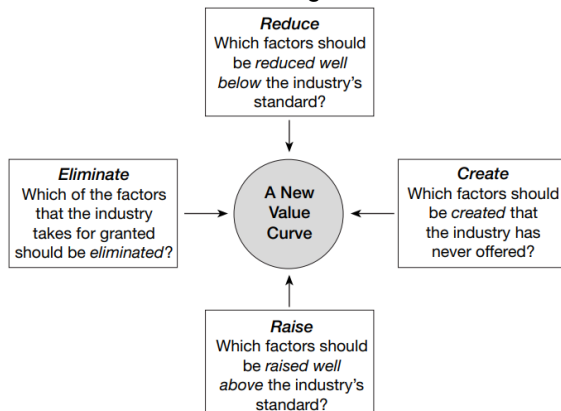 Reduce
Which factors should
be reduced well
below the industry's
standard?
Eliminate
Which of the factors
that the industry
takes for granted
should be eliminated?
A New
Value
Curve
Create
Which factors should
be created that
the industry has
never offered?
Raise
Which factors should
be raised well
above the industry's
standard?